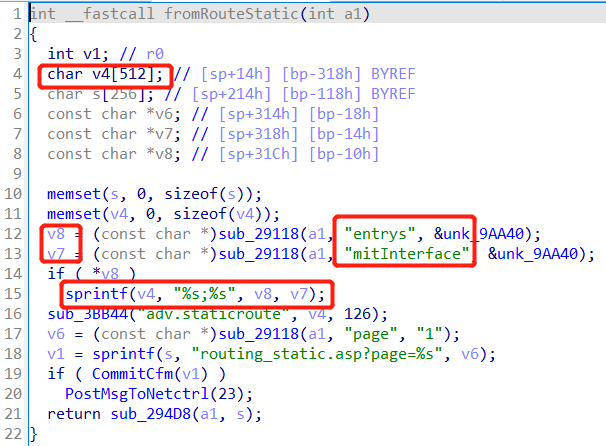 1 int __fastcall fromRouteStatic(int a1)
2 {
3 int v1; // r0
4 char v4[512]; // [sp+14h] [bp-318h] BYREF
5 char s[256]; // [sp+214h] [bp-118h] BYREF
6 const char *v6; // [sp+314h] [bp-18h]
7 const char *v7; // [sp+318h] [bp-14h]
8 const char *v8; // [sp+31Ch] [bp-10h]
9
10 memset(s, 0, sizeof(s));
11 memset(v4, 0, sizeof(v4));
12 v8 = (const char *)sub_29118(a1, "entrys", &unk_9AA40);
13 v7 = (const char *)sub_29118(a1, "mitInterface", &unk_9AA40);
14 if ( *v8 )
15 sprintf(v4, "%s;%s", v8, v7);
16 sub_3BB44("adv.staticroute", v4, 126);
17 v6 = (const char *)sub_29118(a1, "page", "1");
18 v1 = sprintf(s, "routing_static.asp?page=%s", v6);
19 if ( CommitCfm(v1) )
20 PostMsgToNetctrl(23);
21 return sub_294D8(a1, s);
22 }